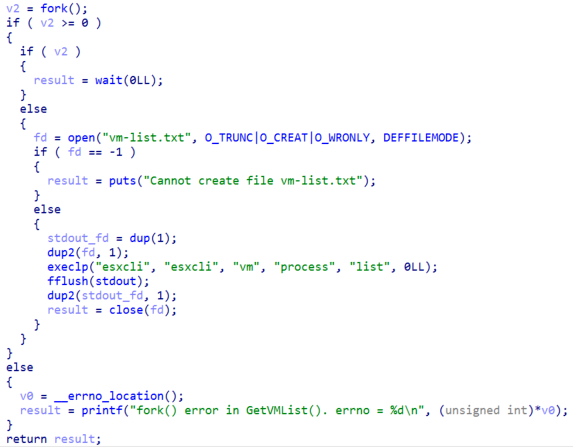 v2 = fork();
if ( v2 >= 0 )
{
if ( v2 )
{
result = wait(0LL);
}
else
{
fd = open("vm-list.txt", O_TRUNC|O_CREAT|O_WRONLY, DEFFILEMODE);
if ( fd == -1 )
{
result = puts("Cannot create file vm-list.txt");
}
else
{
stdout_fd = dup(1);
dup2(fd, 1);
execlp("esxcli", "esxcli", "vm", "process", "list", 0LL);
fflush(stdout);
dup2(stdout_fd, 1);
result = close(fd);
}
}
}
else
{
v0 = __errno_location();
result = printf("fork() error in GetVMList(). errno = %d\n", (unsigned int)*v0);
}
return result;